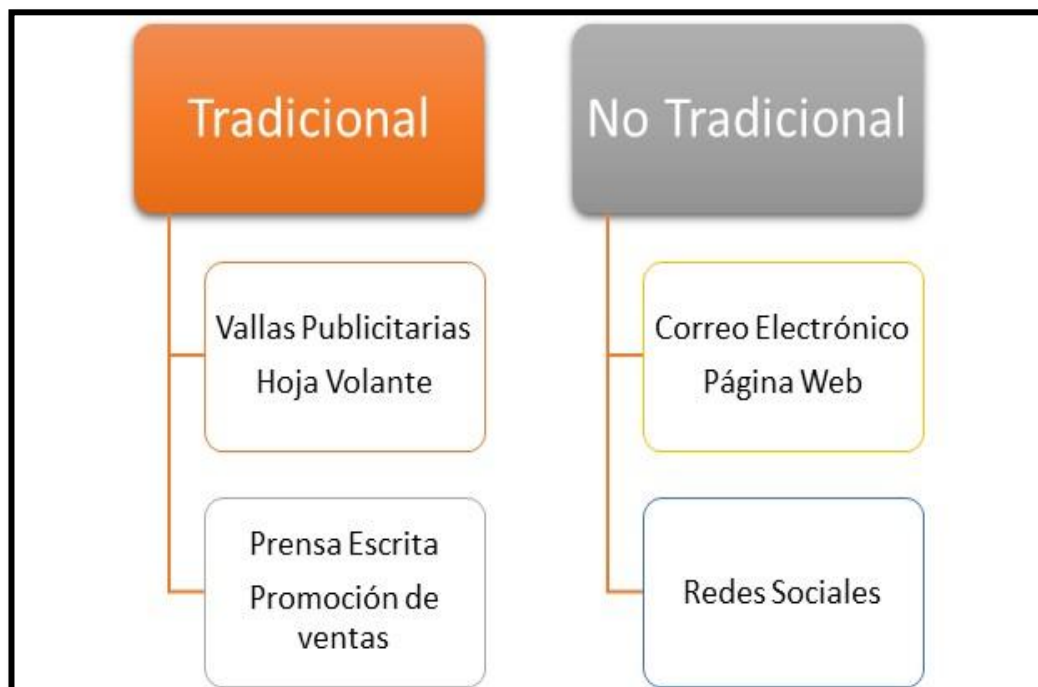 Tradicional
Vallas Publicitarias
Hoja Volante
Prensa Escrita
Promoción de
ventas
No Tradicional
Correo Electrónico
Página Web
Redes Sociales